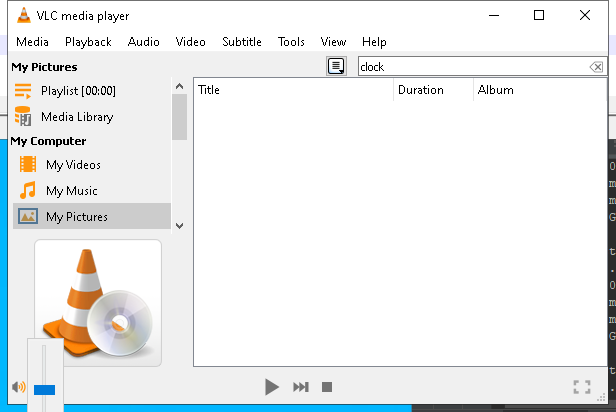 VLC media player
Media Playback Audio Video Subtitle Tools View Help
My Pictures
clock
Playlist [00:00]
Media Library
My Computer
My Videos
My Music
My Pictures
Title Duration Album